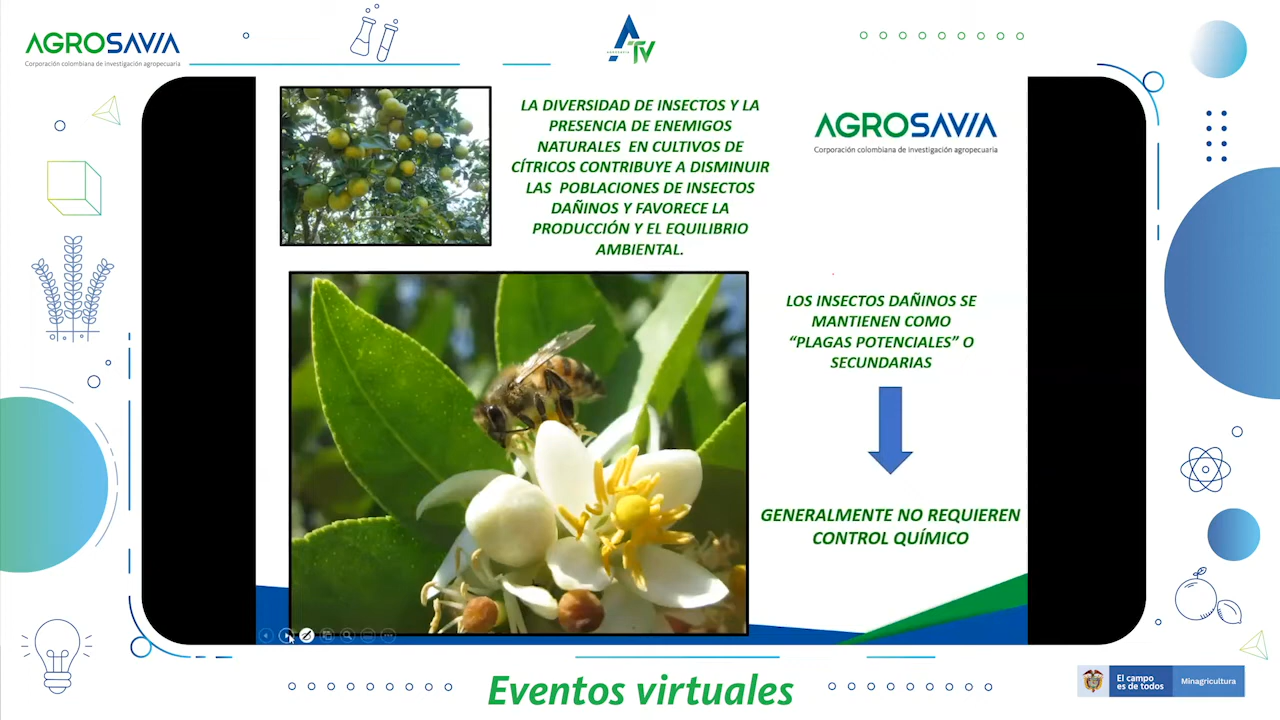 AGROSAVIA
Corporación colombiana de investigación agropecuaria
A
TV
LA DIVERSIDAD DE INSECTOS Y LA
PRESENCIA DE ENEMIGOS
NATURALES EN CULTIVOS DE
CÍTRICOS CONTRIBUYE A DISMINUIR
LAS POBLACIONES DE INSECTOS
DAÑINOS Y FAVORECE LA
PRODUCCIÓN Y EL EQUILIBRIO
AMBIENTAL.
AGROSAVIA
Corporación colombiana de investigación agropecuaria
LOS INSECTOS DAÑINOS SE
MANTIENEN COMO
“PLAGAS POTENCIALES” O
SECUNDARIAS
GENERALMENTE NO REQUIEREN
CONTROL QUÍMICO
Eventos virtuales
El campo
es de todos
Minagricultura